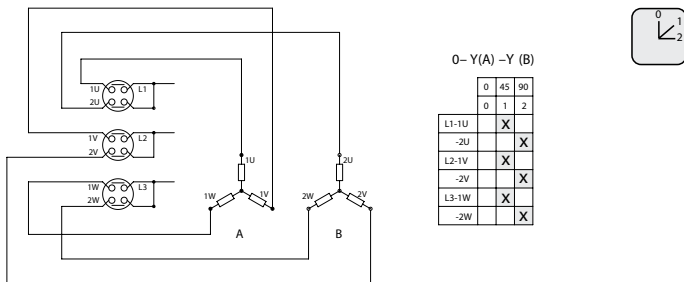 0
1
2
0– Y(A) –Y (B)
0 45 90
0 1 2
L1-1U X
-2U X
L2-1V X
-2V X
L3-1W X
-2W X
1U L1
2U
1V L2
2V
1W L3
2W
1U
1W 1V
A
2U
2W 2V
B